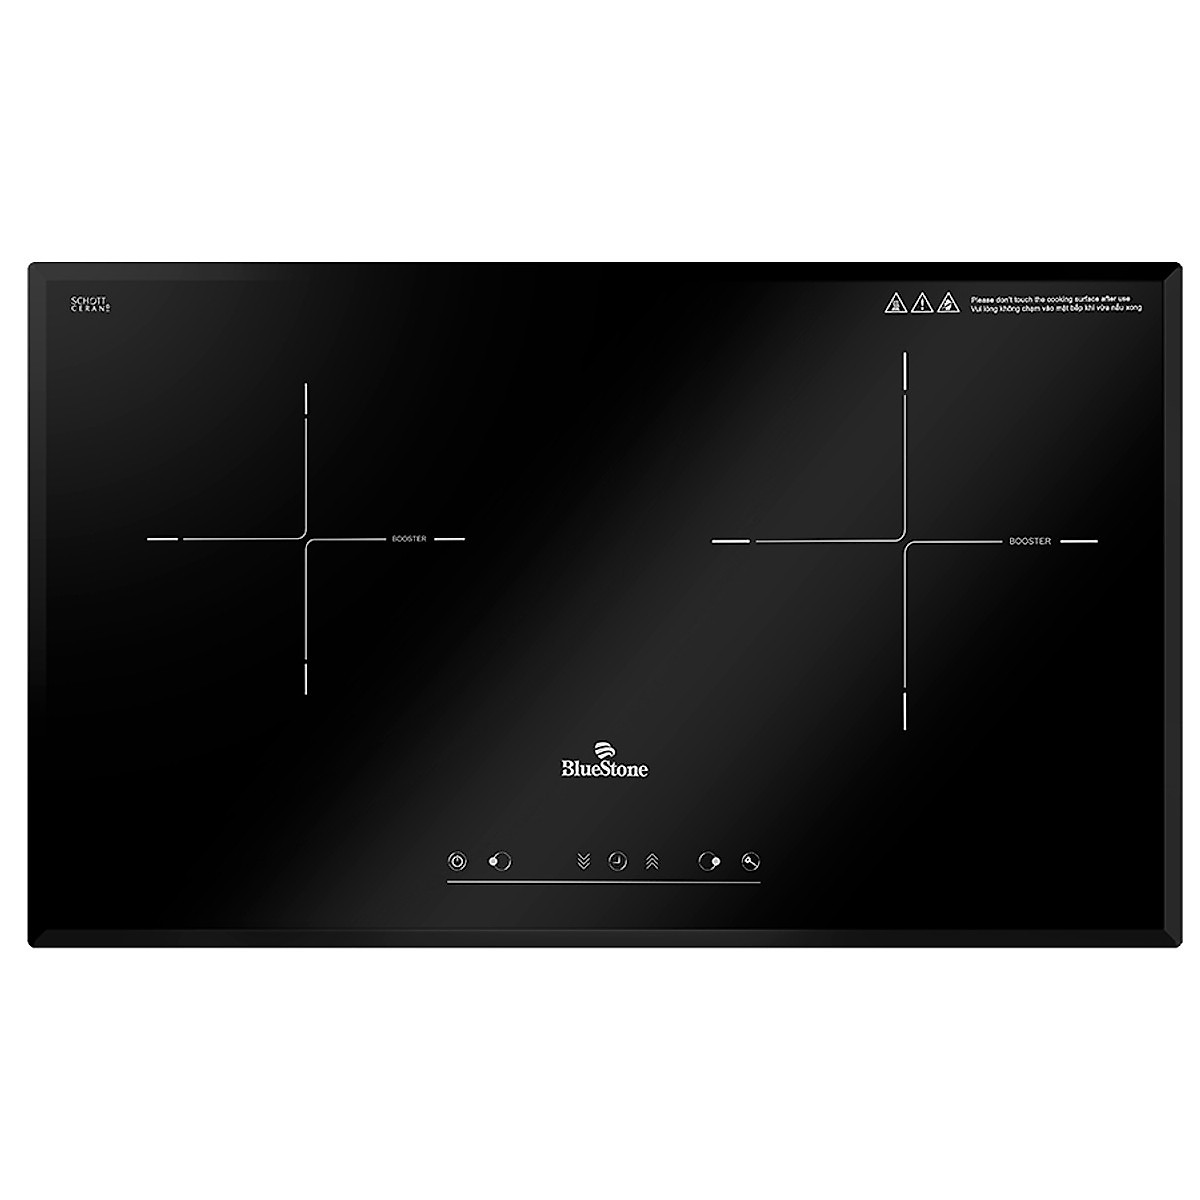 SCHOTT
CERAN®
Please don't touch the cooking surface after use
Vui lòng không chạm vào mặt bếp khi vừa nấu xong
BOOSTER
BOOSTER
BlueStone